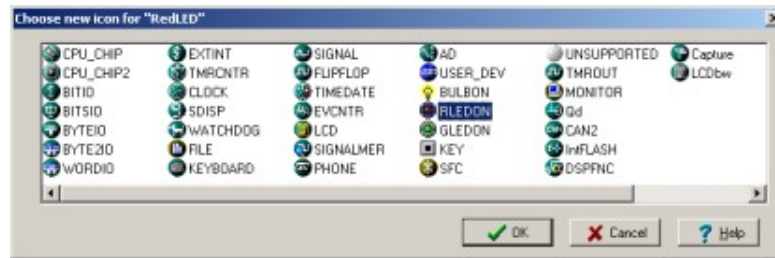 Choose new icon for "RedLED"
CPU_CHIP EXTINT SIGNAL AD UNSUPPORTED Capture
CPU_CHIP2 TMRCNTR FLIPFLOP USER_DEV TMROUT LCDbw
BITIO CLOCK TIMEDATE BULBON MONITOR
BITSIO SDISP EVCNTR RLEDON Qd
BYTEIO WATCHDOG LCD GLEDON CAN2
BYTE2IO FILE SIGNALMER KEY IntFLASH
WORDIO KEYBOARD PHONE SFC DSPFNC
OK Cancel Help